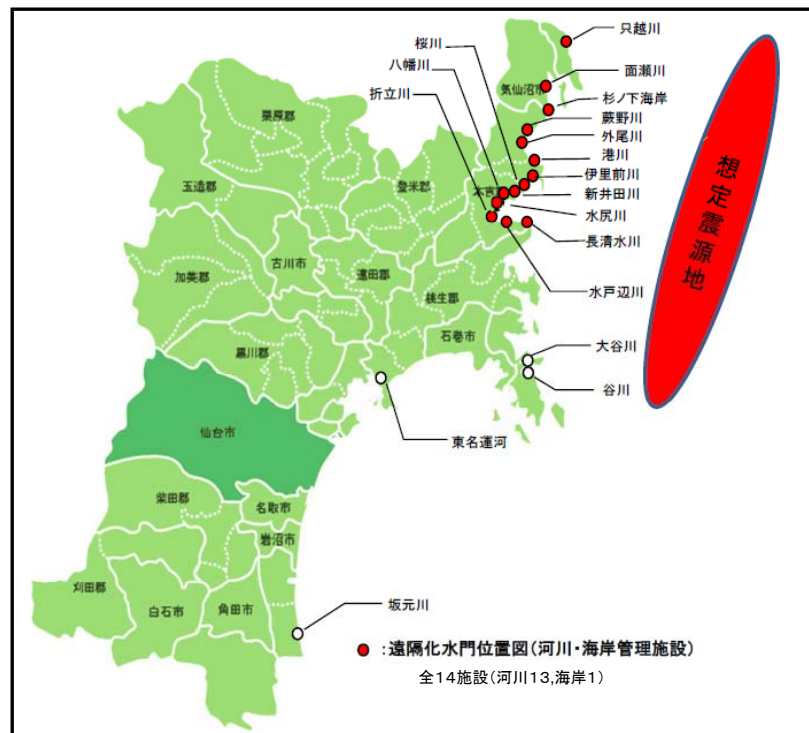 只越川
桜川
面瀬川
八幡川
気仙沼市
杉ノ下海岸
折立川
蕨野川
外尾川
栗原郡
港川
想定震源地
伊里前川
玉造郡
登米郡
本吉
新井田川
水尻川
古川市
長清水川
加美郡
遠田郡
水戸辺川
桃生郡
石巻市
大谷川
黒川郡
谷川
仙台市
東名運河
柴田郡
名取市
岩沼市
刈田郡
白石市
角田市
坂元川
:遠隔化水門位置図(河川・海岸管理施設)
全14施設(河川13,海岸1)